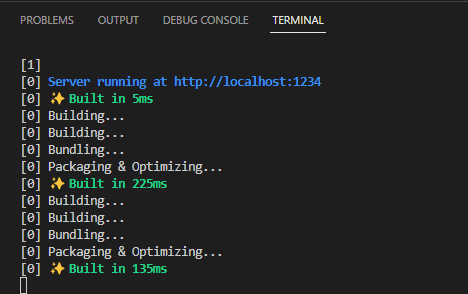 PROBLEMS OUTPUT DEBUG CONSOLE TERMINAL
[1]
[0] Server running at http://localhost:1234
[0] ✨ Built in 5ms
[0] Building...
[0] Building...
[0] Bundling...
[0] Packaging & Optimizing...
[0] ✨ Built in 225ms
[0] Building...
[0] Building...
[0] Bundling...
[0] Packaging & Optimizing...
[0] ✨ Built in 135ms